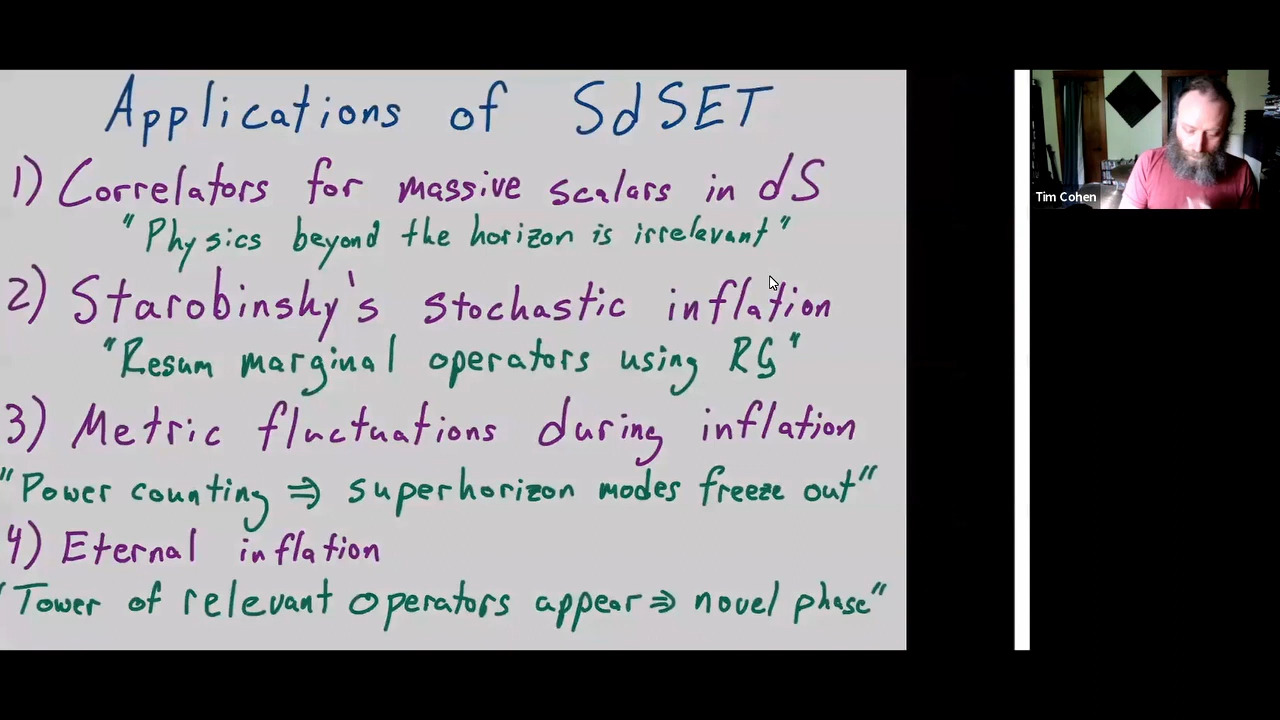 Applications of SdSET
1) Correlators for massive scalars in dS
"Physics beyond the horizon is irrelevant"
2) Starobinsky's stochastic inflation
"Resum marginal operators using RG"
3) Metric fluctuations during inflation
"Power counting ⇒ superhorizon modes freeze out"
4) Eternal inflation
"Tower of relevant operators appear ⇒ novel phase"
Tim Cohen